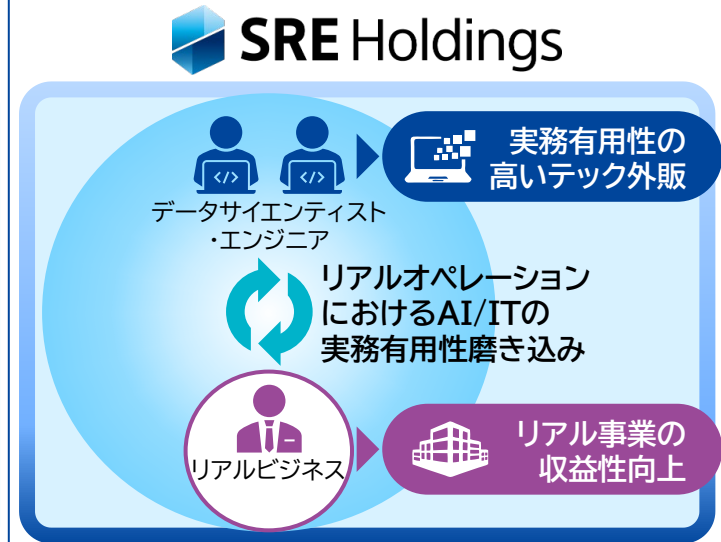 SRE Holdings
</>
</>
実務有用性の
高いテック外販
データサイエンティスト
・エンジニア
リアルオペレーション
におけるAI/ITの
実務有用性磨き込み
リアルビジネス
リアル事業の
収益性向上